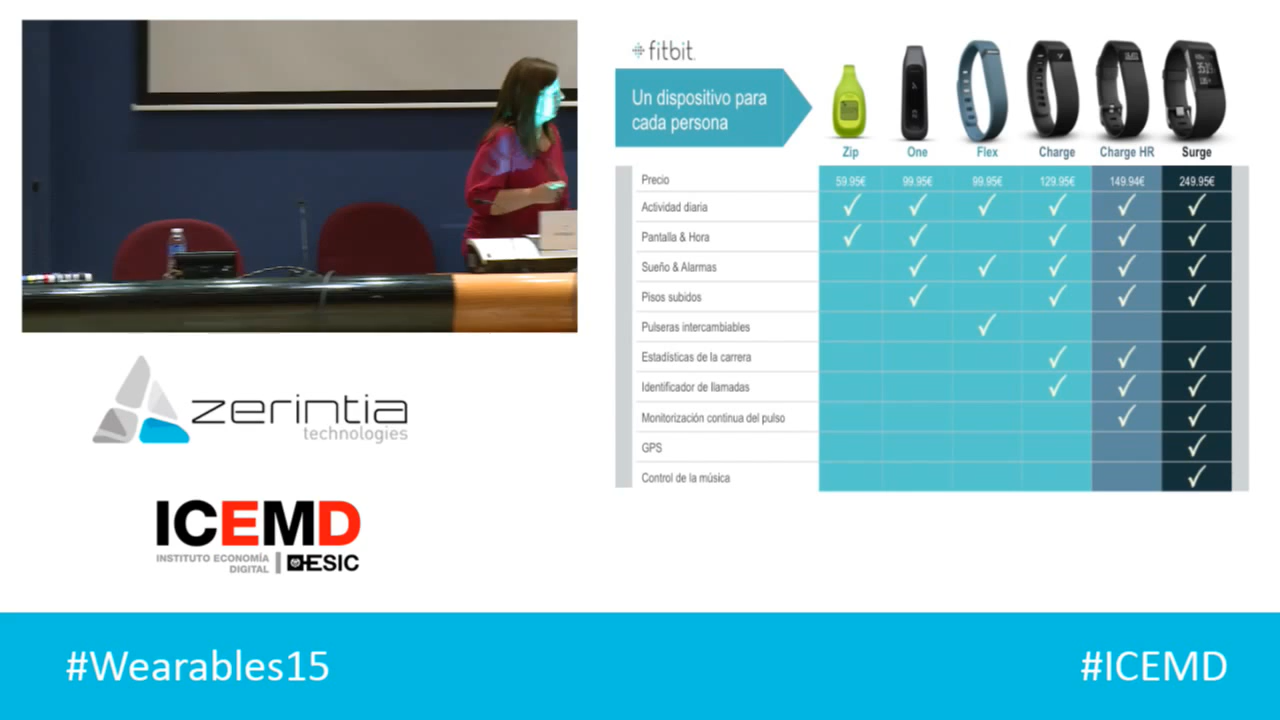 fitbit
Un dispositivo para
cada persona
Zip One Flex Charge Charge HR Surge
Precio 59.95€ 99.95€ 99.95€ 129.95€ 149.94€ 249.95€
Actividad diaria
Pantalla & Hora
Sueño & Alarmas
Pisos subidos
Pulseras intercambiables
Estadísticas de la carrera
Identificador de llamadas
Monitorización continua del pulso
GPS
Control de la música
zerintia
technologies
ICEMD
INSTITUTO ECONOMÍA
DIGITAL
ESIC
#Wearables15
#ICEMD